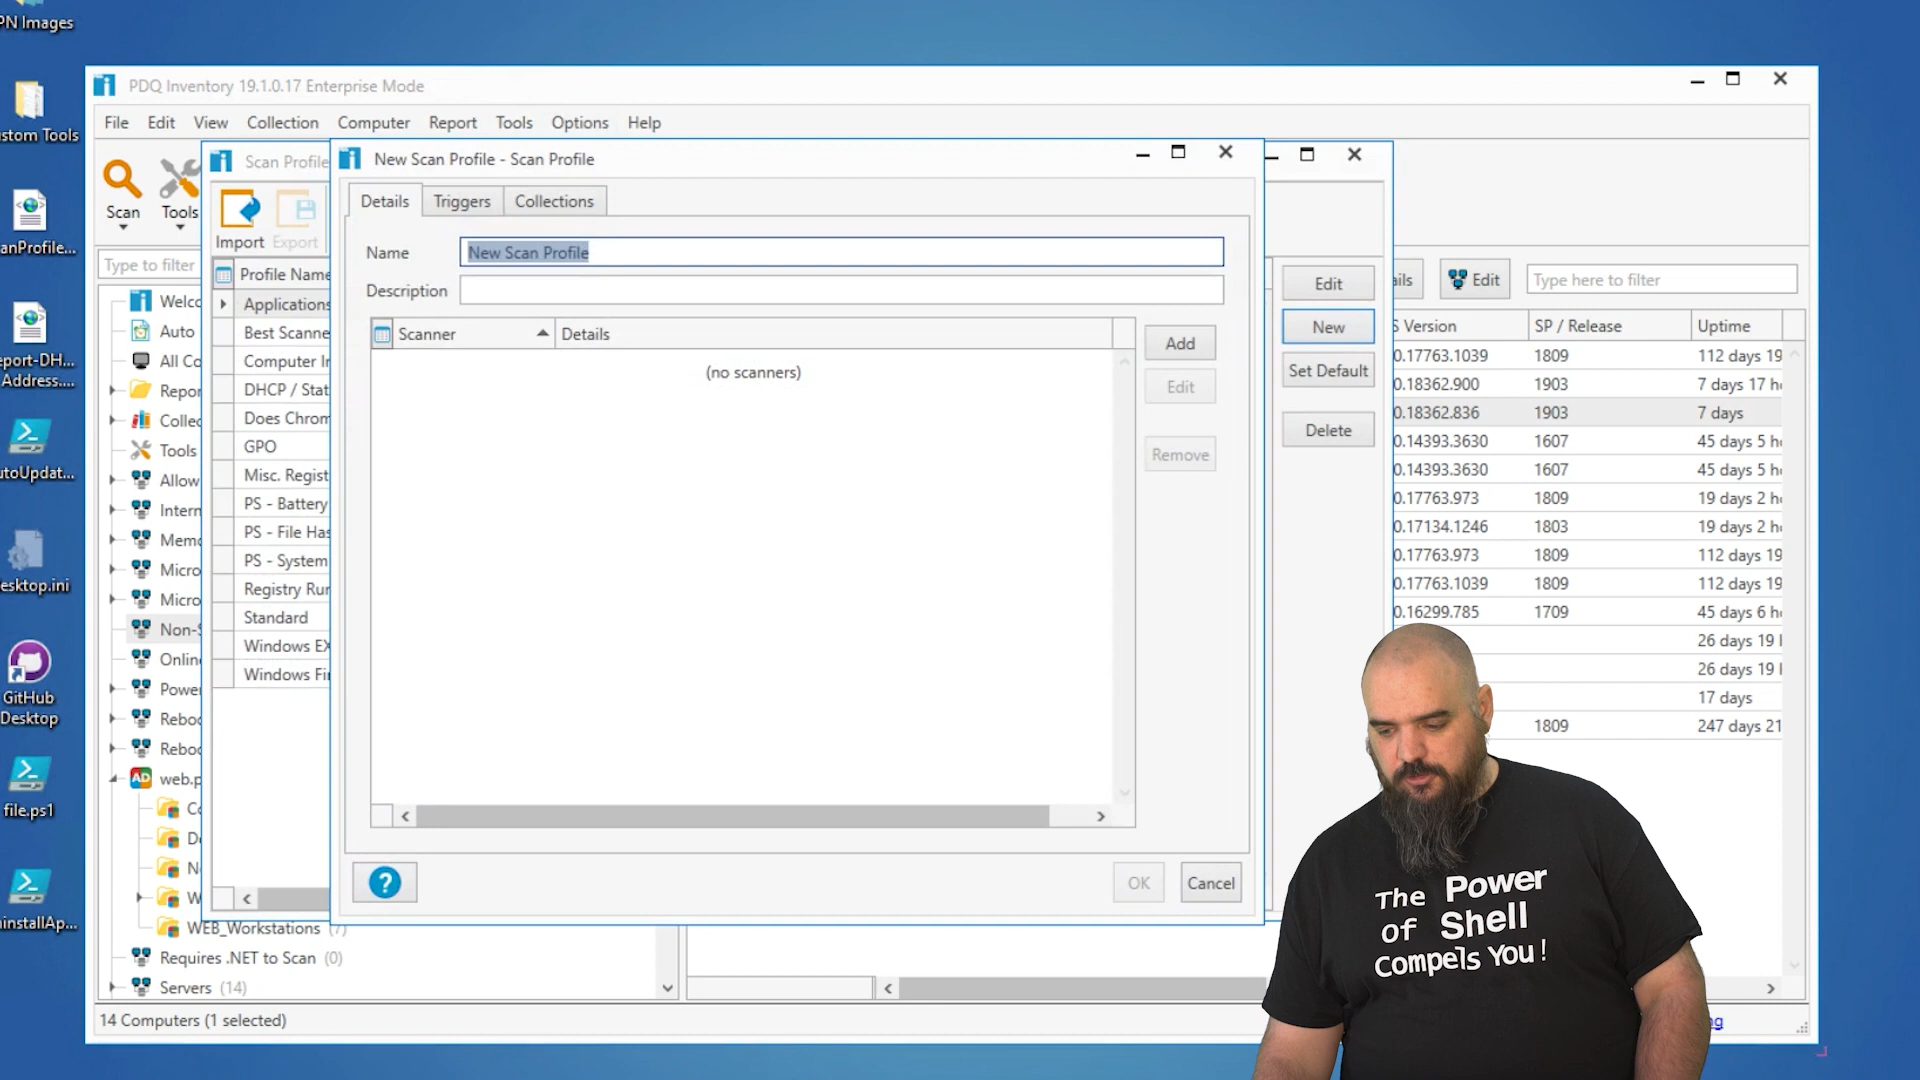 PN Images
stom Tools
anProfile...
eport-DH...
Address....
utoUpdat...
esktop.ini
GitHub
Desktop
file.ps1
ninstallAp...
PDQ Inventory 19.1.0.17 Enterprise Mode
File Edit View Collection Computer Report Tools Options Help
Scan
Tools
Type to filter
Welc
Auto
All Co
Repor
Collec
Tools
Allow
Intern
Memo
Micro
Micro
Non-S
Onlin
Power
Reboo
Reboo
AD web.p
Co
De
N
W
WEB_Workstations (7)
Requires .NET to Scan (0)
Servers (14)
14 Computers (1 selected)
Scan Profile
Import Export
Profile Name
Applications
Best Scanne
Computer In
DHCP / Stat
Does Chrom
GPO
Misc. Regist
PS - Battery
PS - File Has
PS - System
Registry Run
Standard
Windows EX
Windows Fi
New Scan Profile - Scan Profile
Details Triggers Collections
Name New Scan Profile
Description
Scanner Details
(no scanners)
Add
Edit
Remove
?
OK Cancel
Edit
New
Set Default
Delete
ails Edit Type here to filter
S Version SP / Release Uptime
0.17763.1039 1809 112 days 19
0.18362.900 1903 7 days 17 h
0.18362.836 1903 7 days
0.14393.3630 1607 45 days 5 h
0.14393.3630 1607 45 days 5 h
0.17763.973 1809 19 days 2 h
0.17134.1246 1803 19 days 2 h
0.17763.973 1809 112 days 19
0.17763.1039 1809 112 days 19
0.16299.785 1709 45 days 6 h
26 days 19
26 days 19
17 days
1809 247 days 21
ng
The Power
of Shell
Compels You!